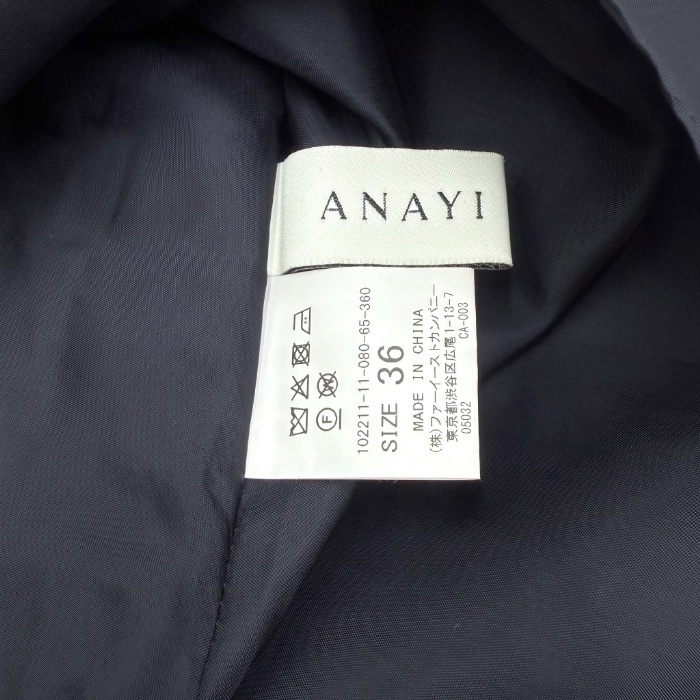 ANAYI
102211-11-080-65-360
SIZE 36
MADE IN CHINA
(株)ファーイーストカンパニー
東京都渋谷区広尾1-13-7
05032 CA-003